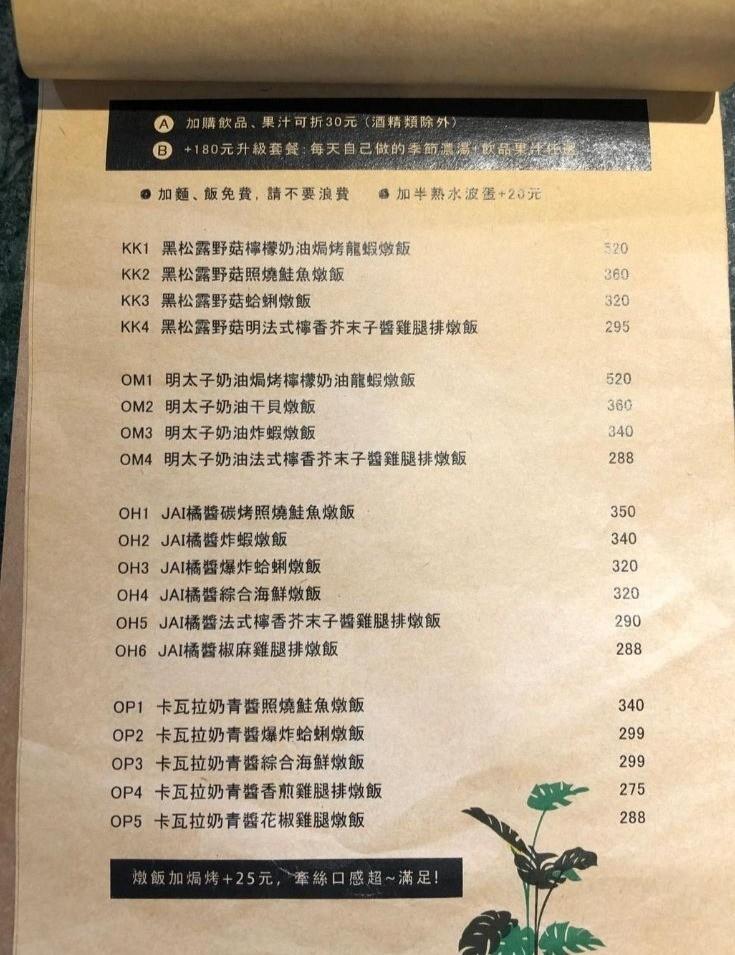 A 加購飲品、果汁可折30元（酒精類除外）
B +180元升級套餐:每天自己做的季節濃湯+飲品果汁任選
加麵、飯免費, 請不要浪費 加半熟水波蛋+20元
KK1 黑松露野菇檸檬奶油焗烤龍蝦燉飯 520
KK2 黑松露野菇照燒鮭魚燉飯 360
KK3 黑松露野菇蛤蜊燉飯 320
KK4 黑松露野菇明法式檸香芥末子醬雞腿排燉飯 295
OM1 明太子奶油焗烤檸檬奶油龍蝦燉飯 520
OM2 明太子奶油干貝燉飯 360
OM3 明太子奶油炸蝦燉飯 340
OM4 明太子奶油法式檸香芥末子醬雞腿排燉飯 288
OH1 JAI橘醬碳烤照燒鮭魚燉飯 350
OH2 JAI橘醬炸蝦燉飯 340
OH3 JAI橘醬爆炸蛤蜊燉飯 320
OH4 JAI橘醬綜合海鮮燉飯 320
OH5 JAI橘醬法式檸香芥末子醬雞腿排燉飯 290
OH6 JAI橘醬椒麻雞腿排燉飯 288
OP1 卡瓦拉奶青醬照燒鮭魚燉飯 340
OP2 卡瓦拉奶青醬爆炸蛤蜊燉飯 299
OP3 卡瓦拉奶青醬綜合海鮮燉飯 299
OP4 卡瓦拉奶青醬香煎雞腿排燉飯 275
OP5 卡瓦拉奶青醬花椒雞腿燉飯 288
燉飯加焗烤+25元, 牽絲口感超~滿足!